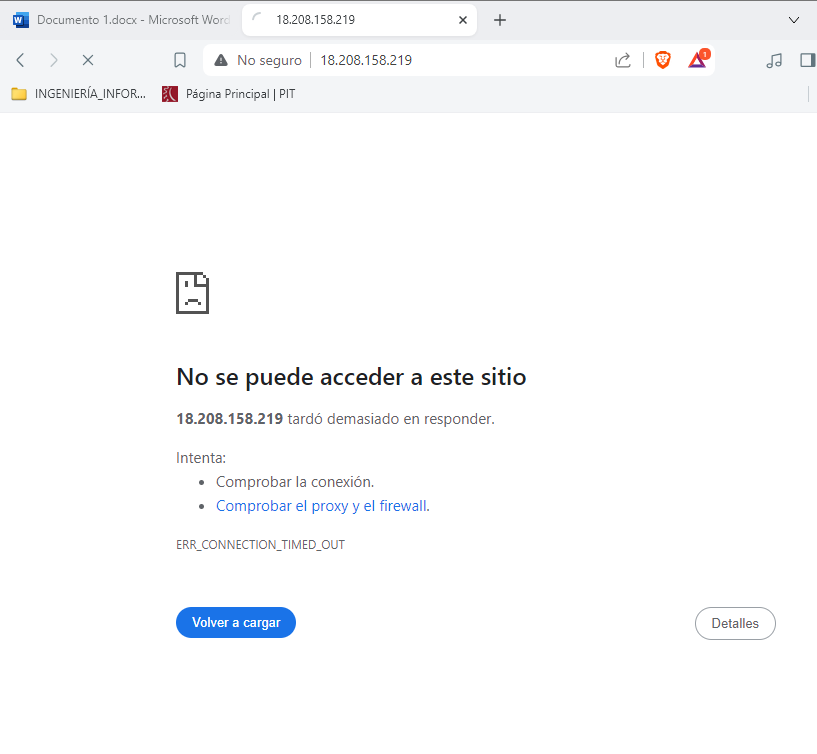 Documento 1.docx - Microsoft Word
18.208.158.219
No seguro
18.208.158.219
1
INGENIERÍA_INFOR...
Página Principal | PIT
No se puede acceder a este sitio
18.208.158.219 tardó demasiado en responder.
Intenta:
Comprobar la conexión.
Comprobar el proxy y el firewall.
ERR_CONNECTION_TIMED_OUT
Volver a cargar
Detalles